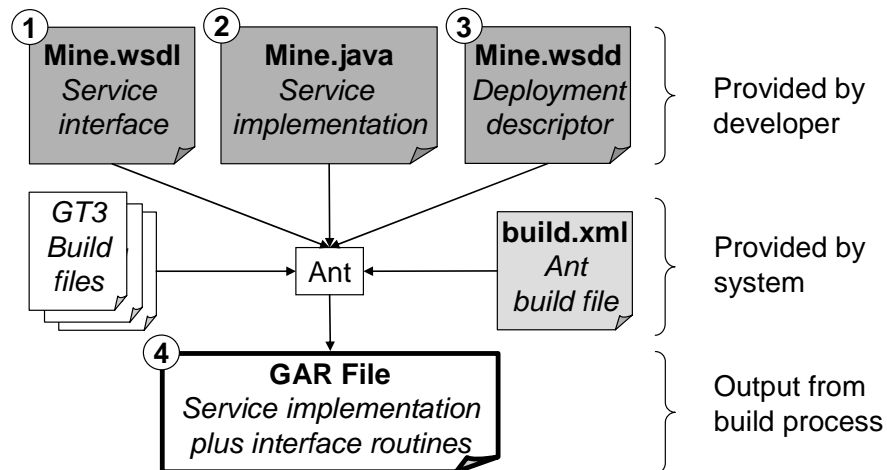 1
Mine.wsdl
Service
interface
2
Mine.java
Service
implementation
3
Mine.wsdd
Deployment
descriptor
Provided by
developer
GT3
Build
files
Ant
build.xml
Ant
build file
Provided by
system
4
GAR File
Service implementation
plus interface routines
Output from
build process